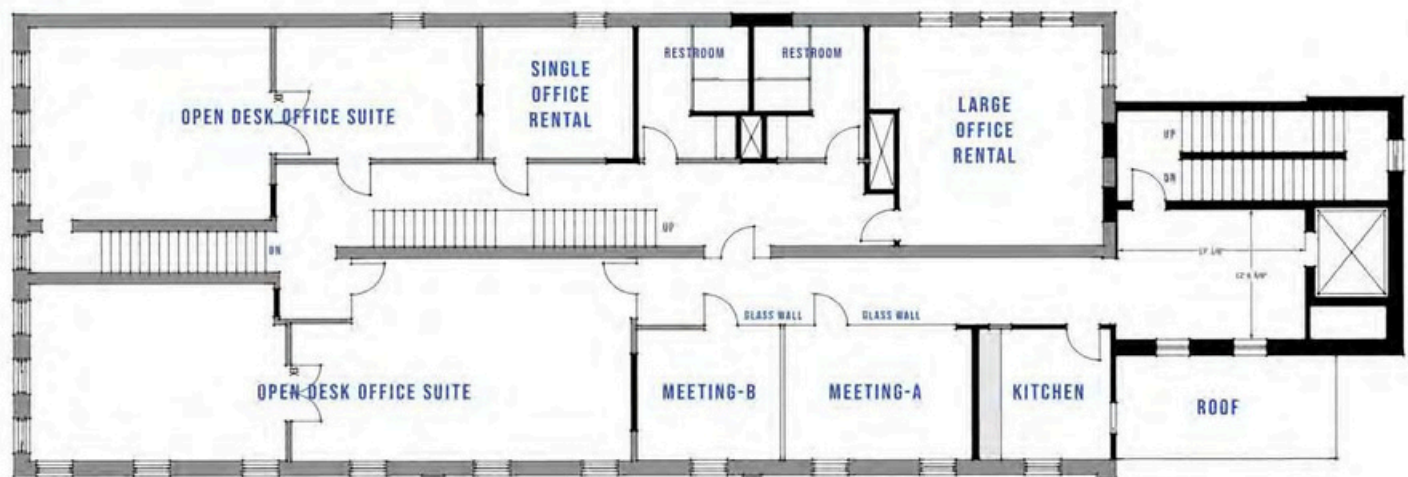 RESTROOM
RESTROOM
SINGLE
OFFICE
RENTAL
OPEN DESK OFFICE SUITE
LARGE
OFFICE
RENTAL
UP
DN
UP
DN
GLASS WALL
GLASS WALL
OPEN DESK OFFICE SUITE
MEETING-B
MEETING-A
KITCHEN
ROOF